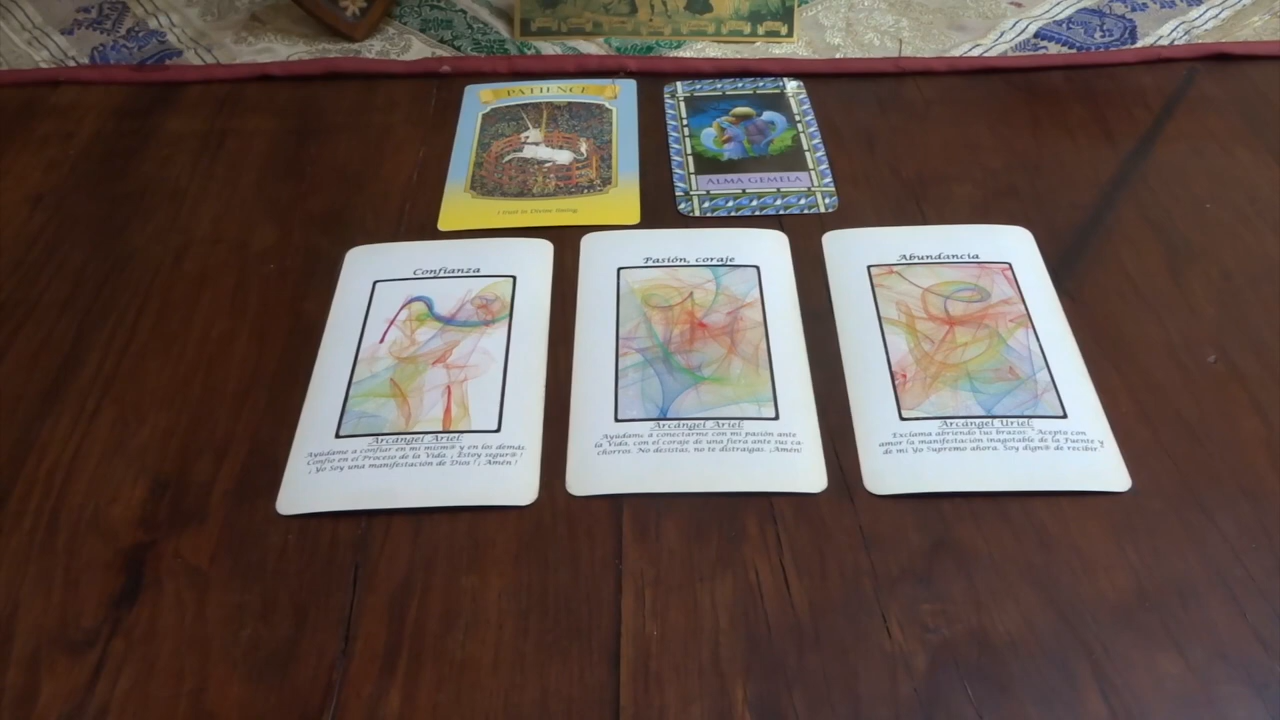 PATIENCE
I trust in Divine timing
ALMA GEMELA
Confianza
Arcángel Ariel:
Ayúdame a confiar en mi mism@ y en los demás.
Confío en el Proceso de la Vida. ¡ Estoy segur@ !
¡ Yo Soy una manifestación de Dios ! ¡ Amén !
Pasión, coraje
Arcángel Ariel:
Ayúdame a conectarme con mi pasión ante
la Vida, con el coraje de una fiera ante sus ca-
chorros. No desistas, no te distraigas. ¡Amén!
Abundancia
Arcángel Uriel:
Exclama abriendo tus brazos: "Acepto con
amor la manifestación inagotable de la Fuente y
de mi Yo Supremo ahora. Soy dign@ de recibir"